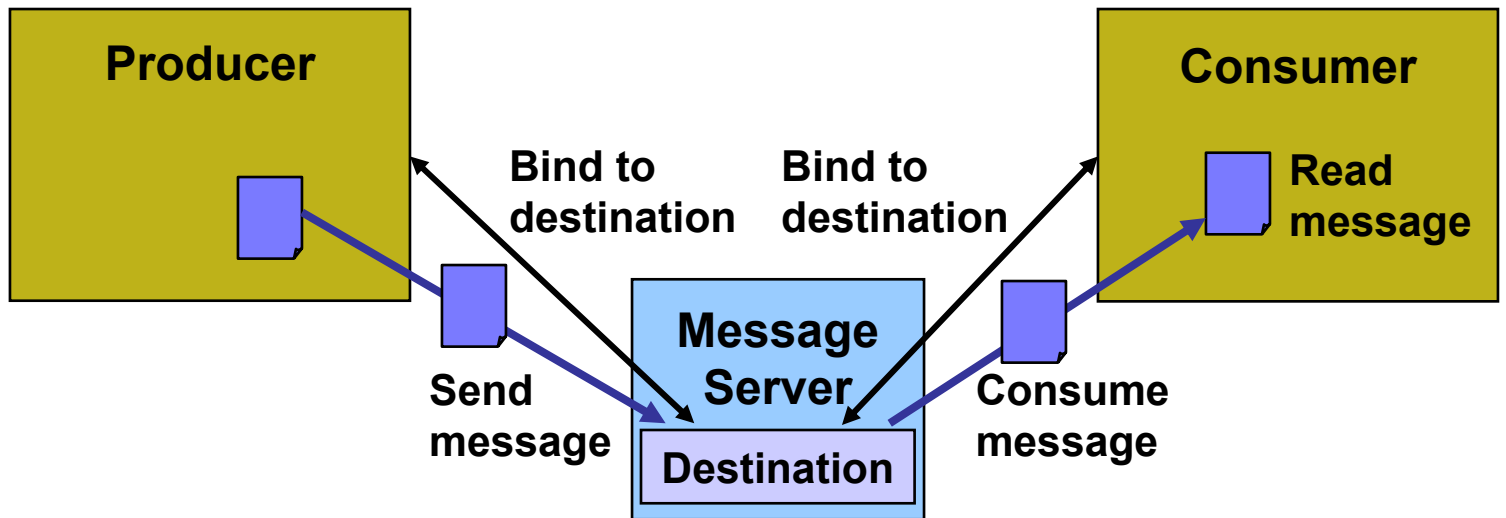 Producer
Consumer
Bind to
destination
Bind to
destination
Read
message
Message
Server
Send
message
Consume
message
Destination